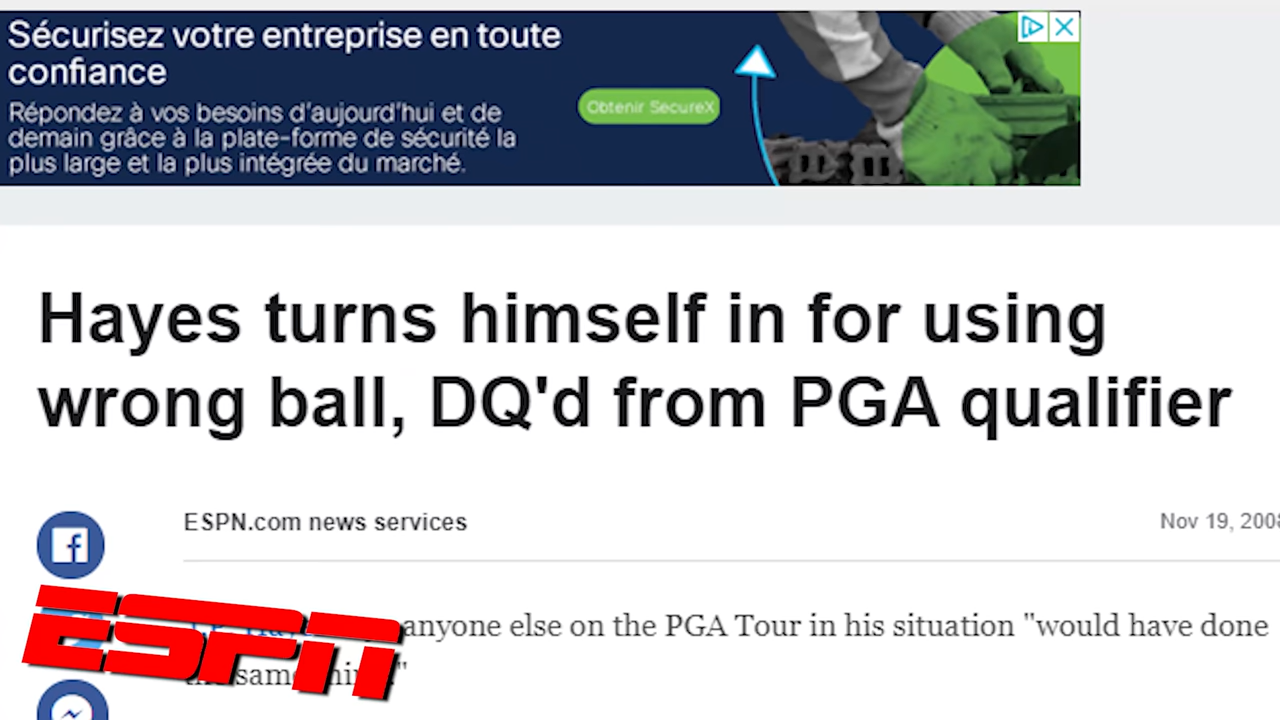 Sécurisez votre entreprise en toute
confiance
Répondez à vos besoins d'aujourd'hui et de
demain grâce à la plate-forme de sécurité la
plus large et la plus intégrée du marché.
Obtenir SecureX
Hayes turns himself in for using
wrong ball, DQ'd from PGA qualifier
ESPN.com news services
Nov 19, 2008
anyone else on the PGA Tour in his situation "would have done
ESPN